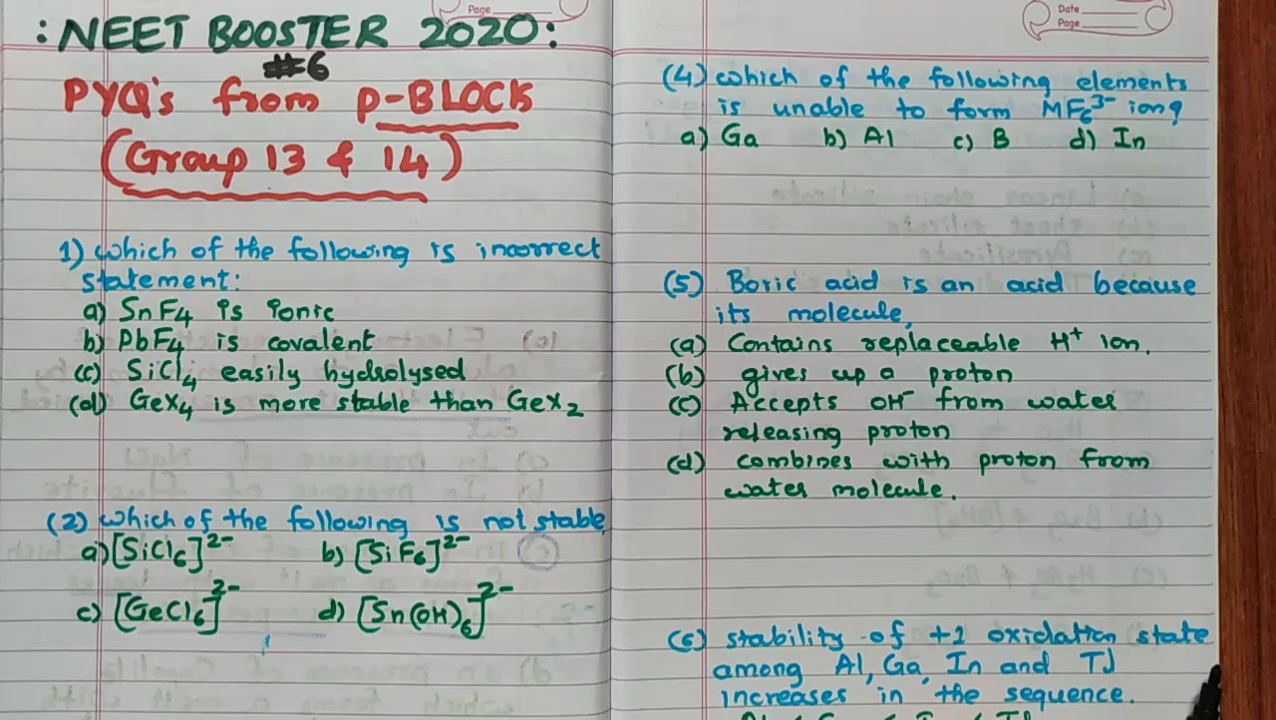 Page
: NEET BOOSTER 2020:
#6
PYQ's from p-BLOCK
(Group 13 & 14)
1) which of the following is incorrect
statement:
a) SnF4 is ionic
b) PbF4 is covalent
(c) SiCl4 easily hydrolysed
(d) GeX4 is more stable than GeX2
(2) which of the following is not stable
a) [SiCl6]2- b) [SiF6]2-
c) [GeCl6]2- d) [Sn(OH)6]2-
Date
Page
(4) which of the following elements
is unable to form MF6 3- ion?
a) Ga b) Al c) B d) In
(5) Boric acid is an acid because
its molecule,
(a) Contains replaceable H+ ion.
(b) gives up a proton
(c) Accepts OH- from water
releasing proton
(d) combines with proton from
water molecule.
(6) stability of +1 oxidation state
among Al, Ga, In and Tl
increases in the sequence.